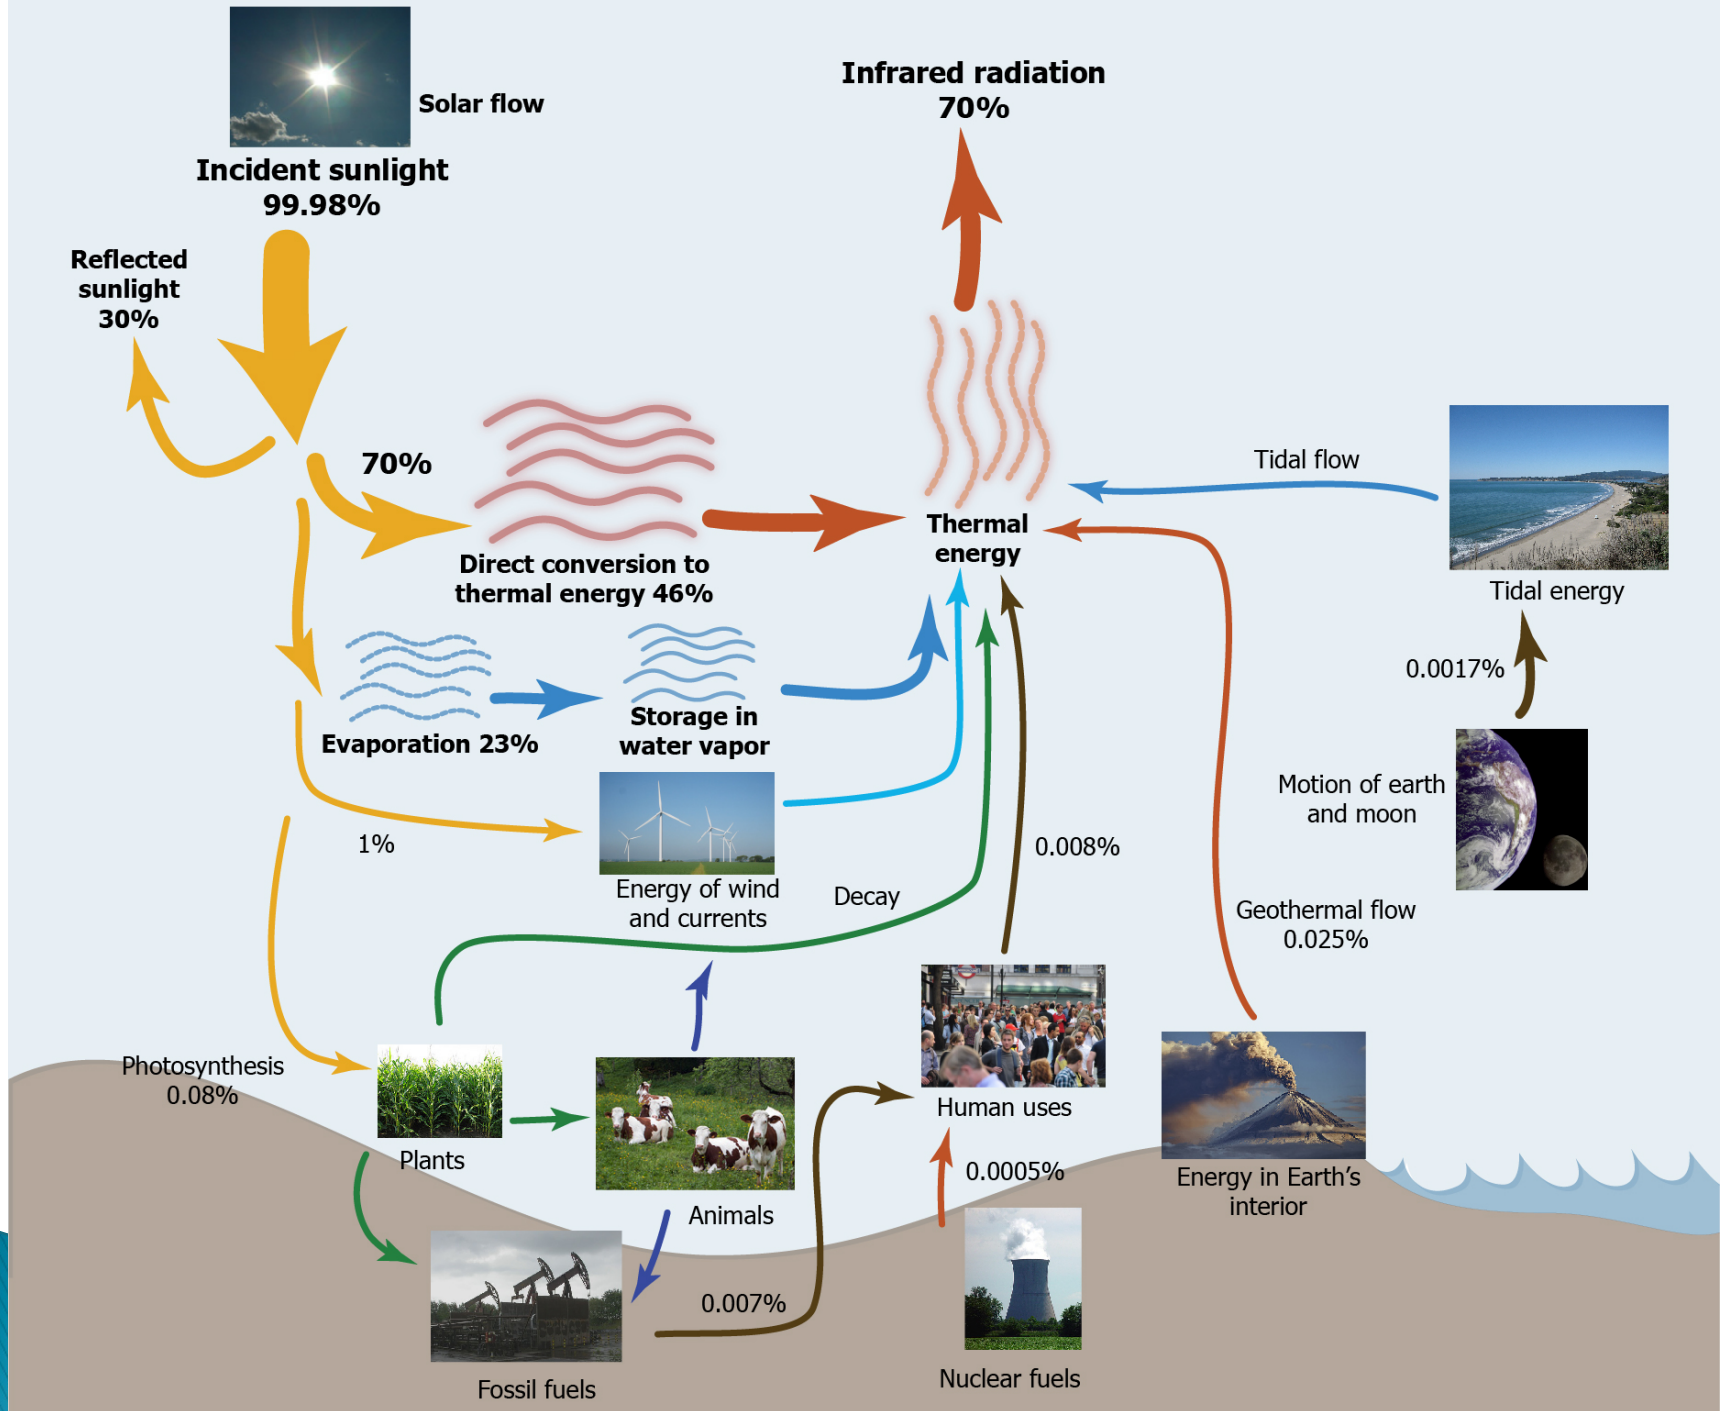 Solar flow
Incident sunlight
99.98%
Reflected
sunlight
30%
Infrared radiation
70%
70%
Direct conversion to
thermal energy 46%
Thermal
energy
Tidal flow
Tidal energy
0.0017%
Motion of earth
and moon
Evaporation 23%
Storage in
water vapor
1%
Energy of wind
and currents
Decay
0.008%
Geothermal flow
0.025%
Photosynthesis
0.08%
Plants
Animals
Human uses
0.0005%
Energy in Earth's
interior
0.007%
Fossil fuels
Nuclear fuels